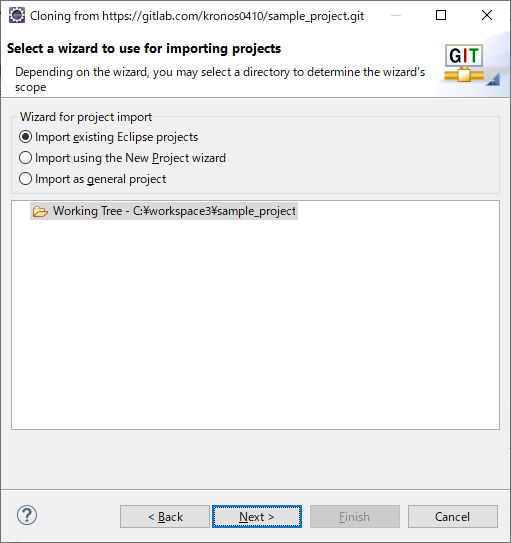 Cloning from https://gitlab.com/kronos0410/sample_project.git
Select a wizard to use for importing projects
Depending on the wizard, you may select a directory to determine the wizard's
scope
GIT
Wizard for project import
Import existing Eclipse projects
Import using the New Project wizard
Import as general project
Working Tree - C:¥workspace3¥sample_project
?
< Back
Next >
Finish
Cancel